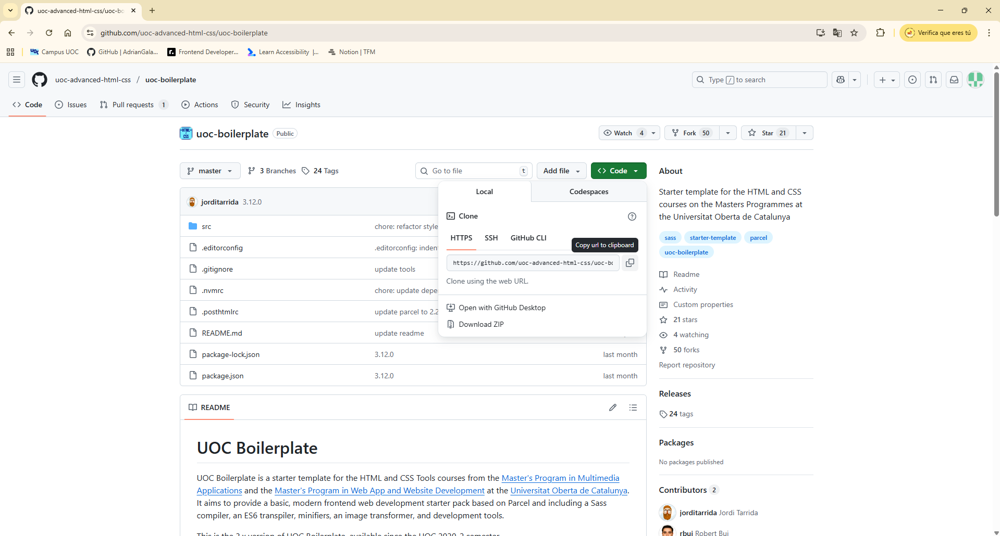 uoc-advanced-html-css/uoc-bo
github.com/uoc-advanced-html-css/uoc-boilerplate
Verifica que eres tú
Campus UOC
GitHub | AdrianGala...
Frontend Developer...
Learn Accessibility |...
Notion | TFM
uoc-advanced-html-css / uoc-boilerplate
Type / to search
Code
Issues
Pull requests 1
Actions
Security
Insights
HTML CSS
uoc-boilerplate Public
Watch 4
Fork 50
Star 21
master
3 Branches
24 Tags
Go to file t
Add file
Code
Local
Codespaces
Clone
HTTPS
SSH
GitHub CLI
Copy url to clipboard
https://github.com/uoc-advanced-html-css/uoc-bo
Clone using the web URL.
Open with GitHub Desktop
Download ZIP
jorditarrida 3.12.0
src chore: refactor style
.editorconfig .editorconfig: inden
.gitignore update tools
.nvmrc chore: update depe
.posthtmlrc update parcel to 2.2
README.md update readme
package-lock.json 3.12.0 last month
package.json 3.12.0 last month
README
UOC Boilerplate
UOC Boilerplate is a starter template for the HTML and CSS Tools courses from the Master's Program in Multimedia
Applications and the Master's Program in Web App and Website Development at the Universitat Oberta de Catalunya.
It aims to provide a basic, modern frontend web development starter pack based on Parcel and including a Sass
compiler, an ES6 transpiler, minifiers, an image transformer, and development tools.
This is the 3.x version of UOC Boilerplate, available since the UOC 2020-2 semester.
About
Starter template for the HTML and CSS
courses on the Masters Programmes at
the Universitat Oberta de Catalunya
sass
starter-template
parcel
uoc-boilerplate
Readme
Activity
Custom properties
21 stars
4 watching
50 forks
Report repository
Releases
24 tags
Packages
No packages published
Contributors 2
jorditarrida Jordi Tarrida
rbui Robert Bui